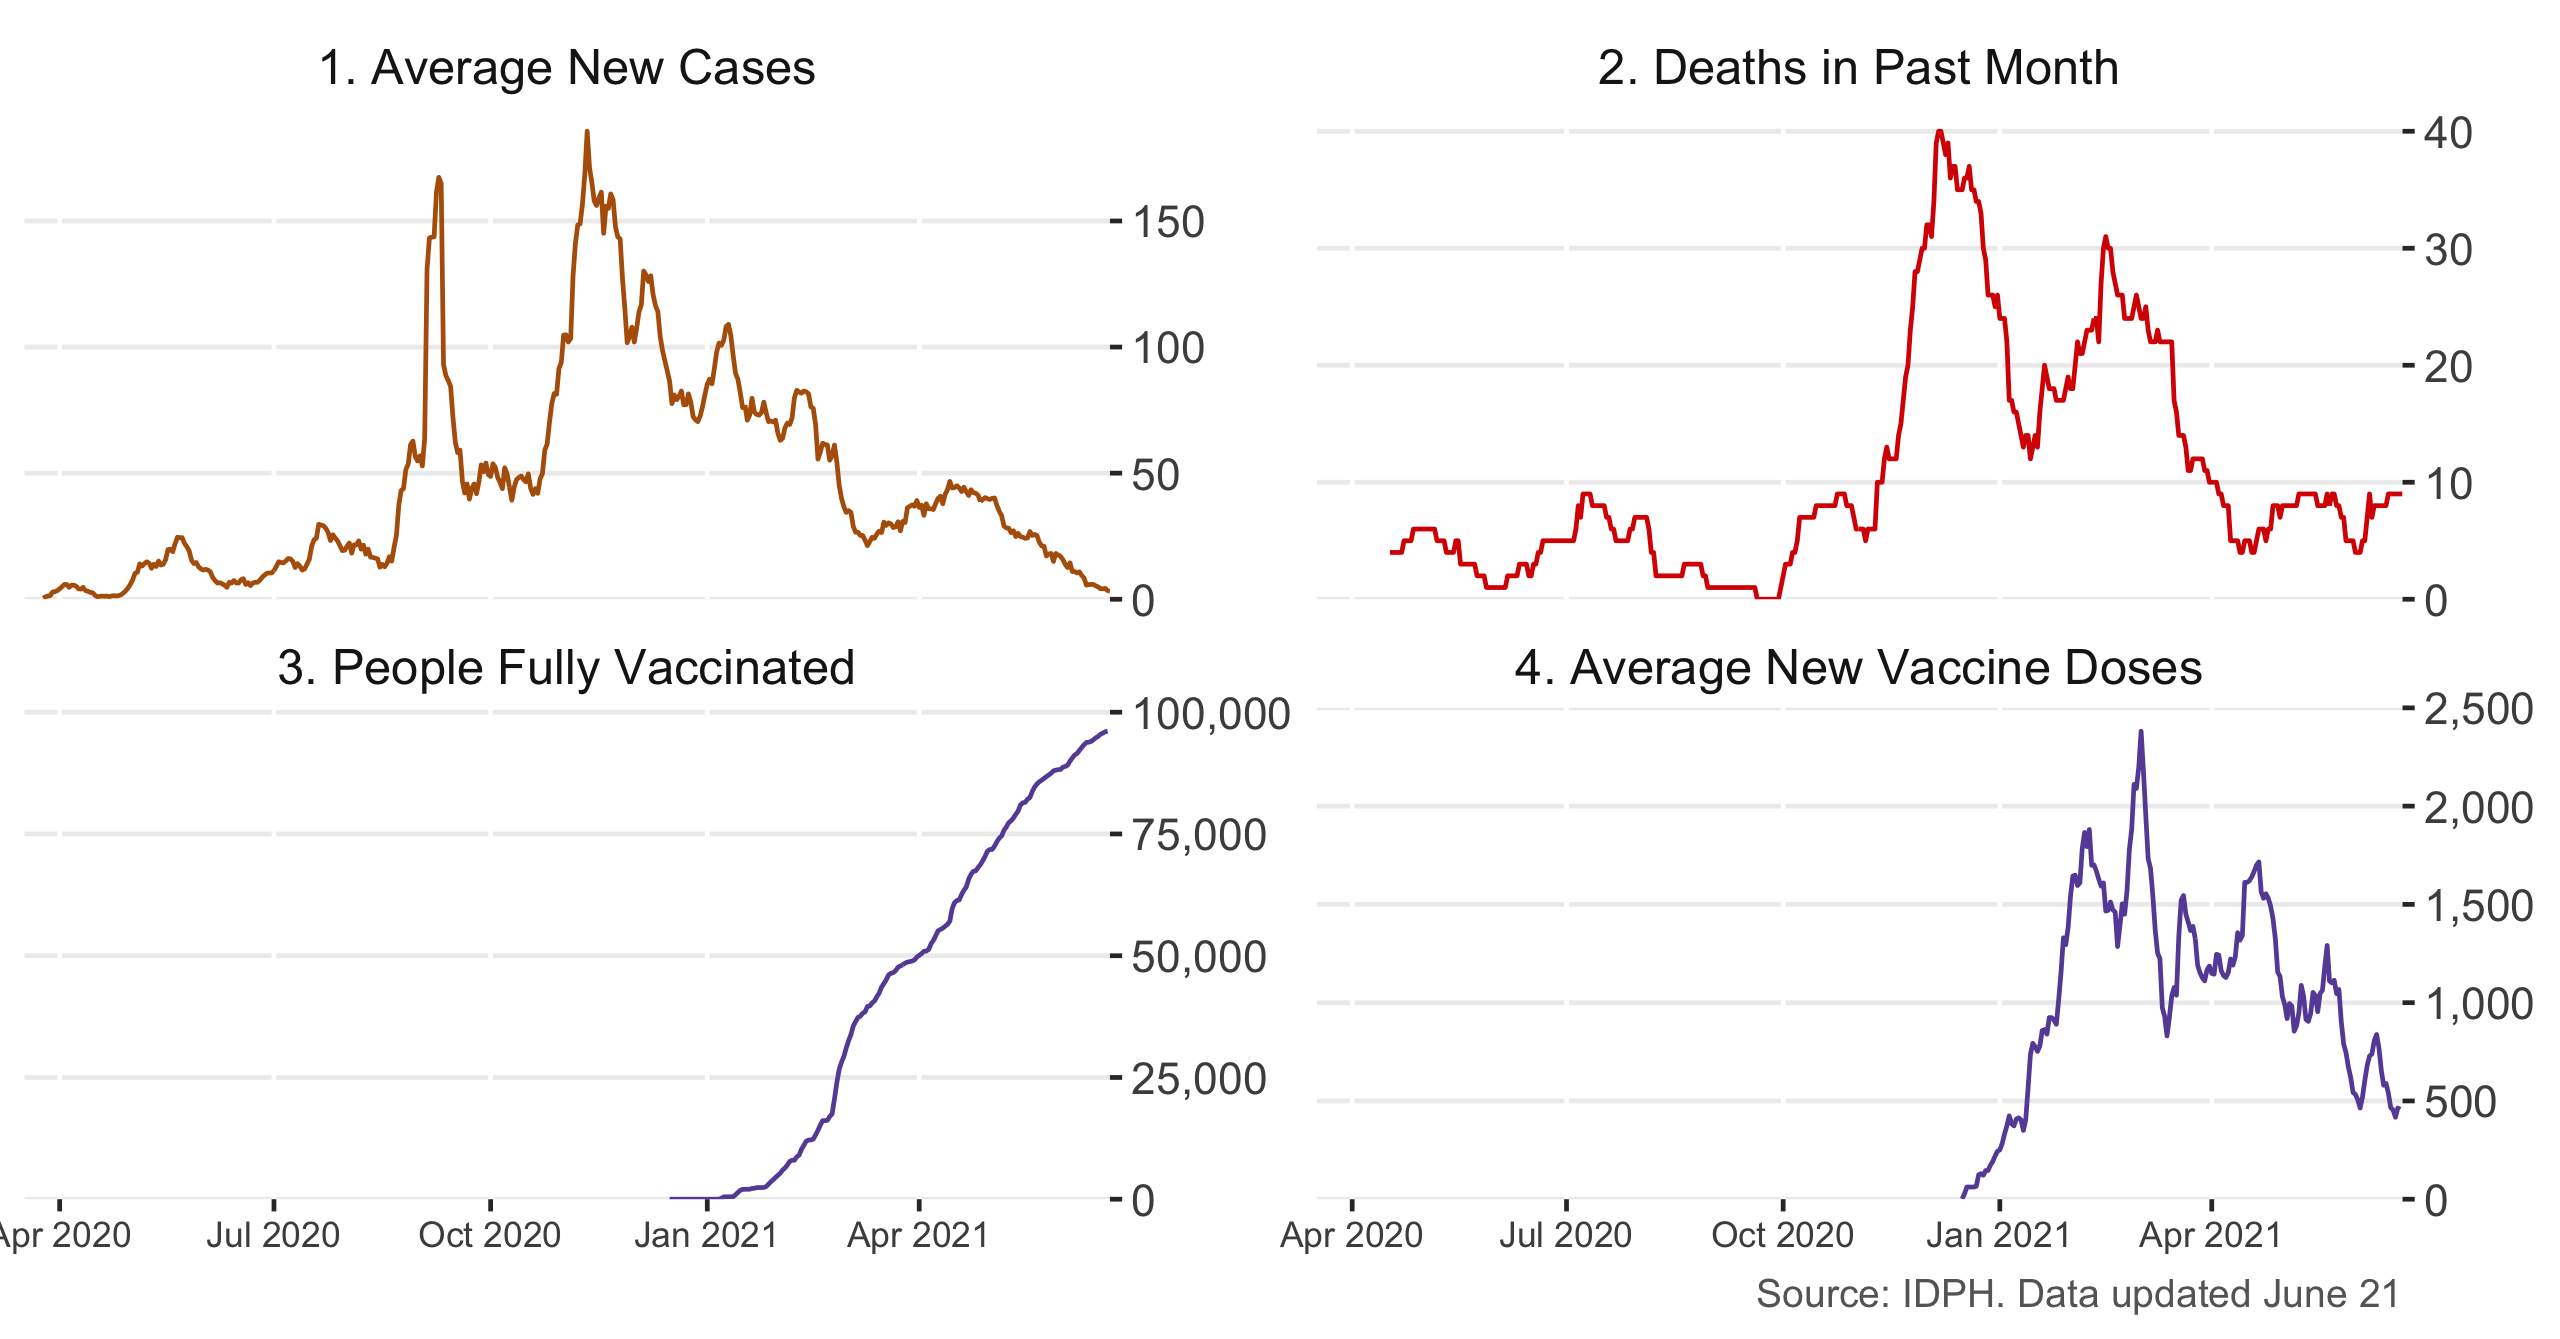 1. Average New Cases
150
100
50
0
2. Deaths in Past Month
40
30
20
10
0
3. People Fully Vaccinated
100,000
75,000
50,000
25,000
0
Apr 2020 Jul 2020 Oct 2020 Jan 2021 Apr 2021
4. Average New Vaccine Doses
2,500
2,000
1,500
1,000
500
0
Apr 2020 Jul 2020 Oct 2020 Jan 2021 Apr 2021
Source: IDPH. Data updated June 21